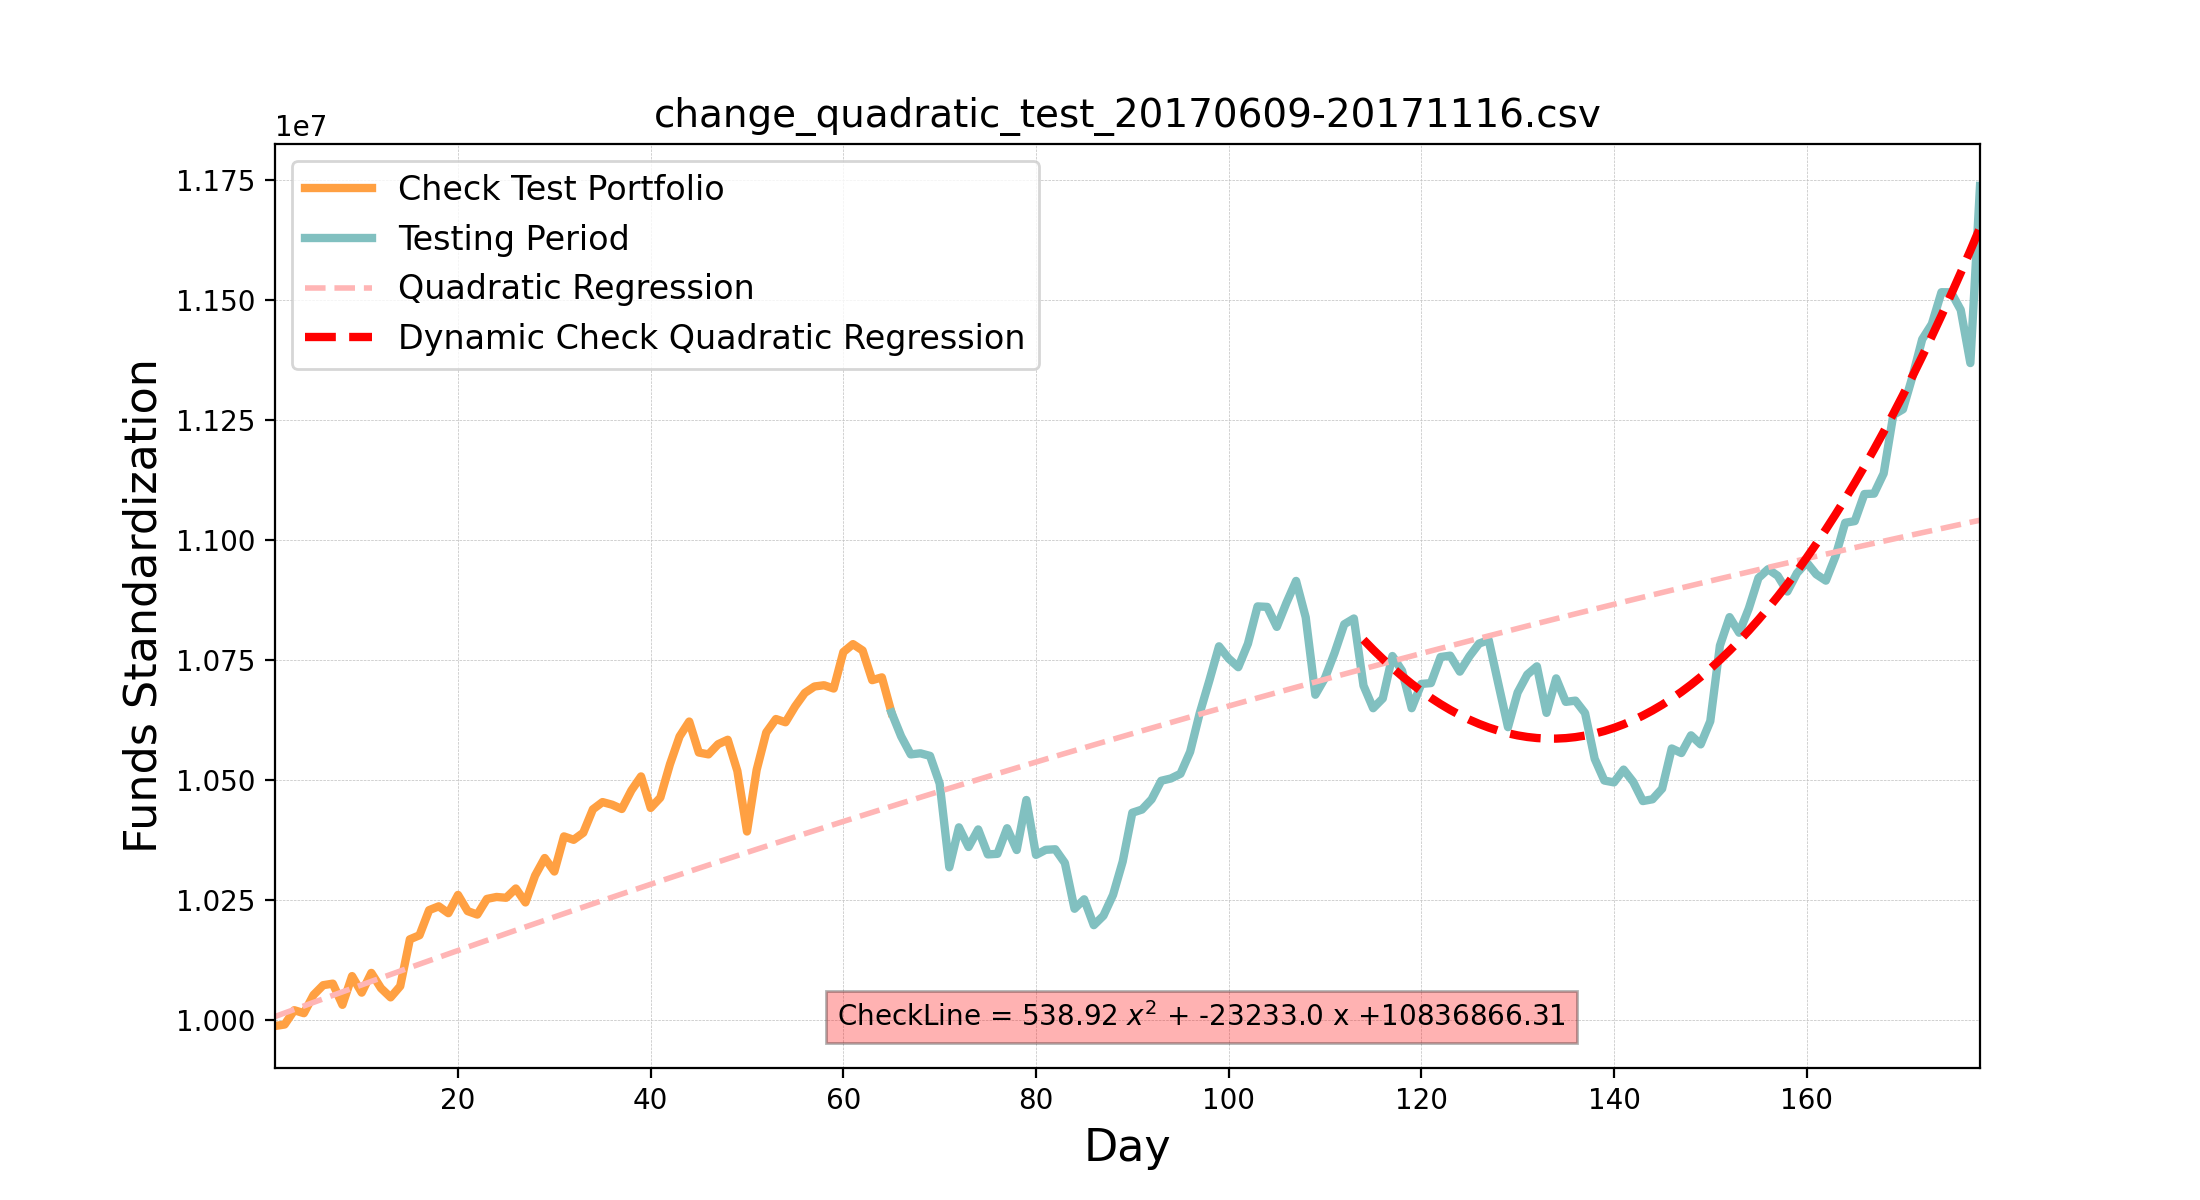 change_quadratic_test_20170609-20171116.csv
1e7
Check Test Portfolio
Testing Period
Quadratic Regression
Dynamic Check Quadratic Regression
1.175
1.150
1.125
1.100
1.075
1.050
1.025
1.000
Funds Standardization
CheckLine = 538.92 x² + -23233.0 x +10836866.31
20 40 60 80 100 120 140 160
Day